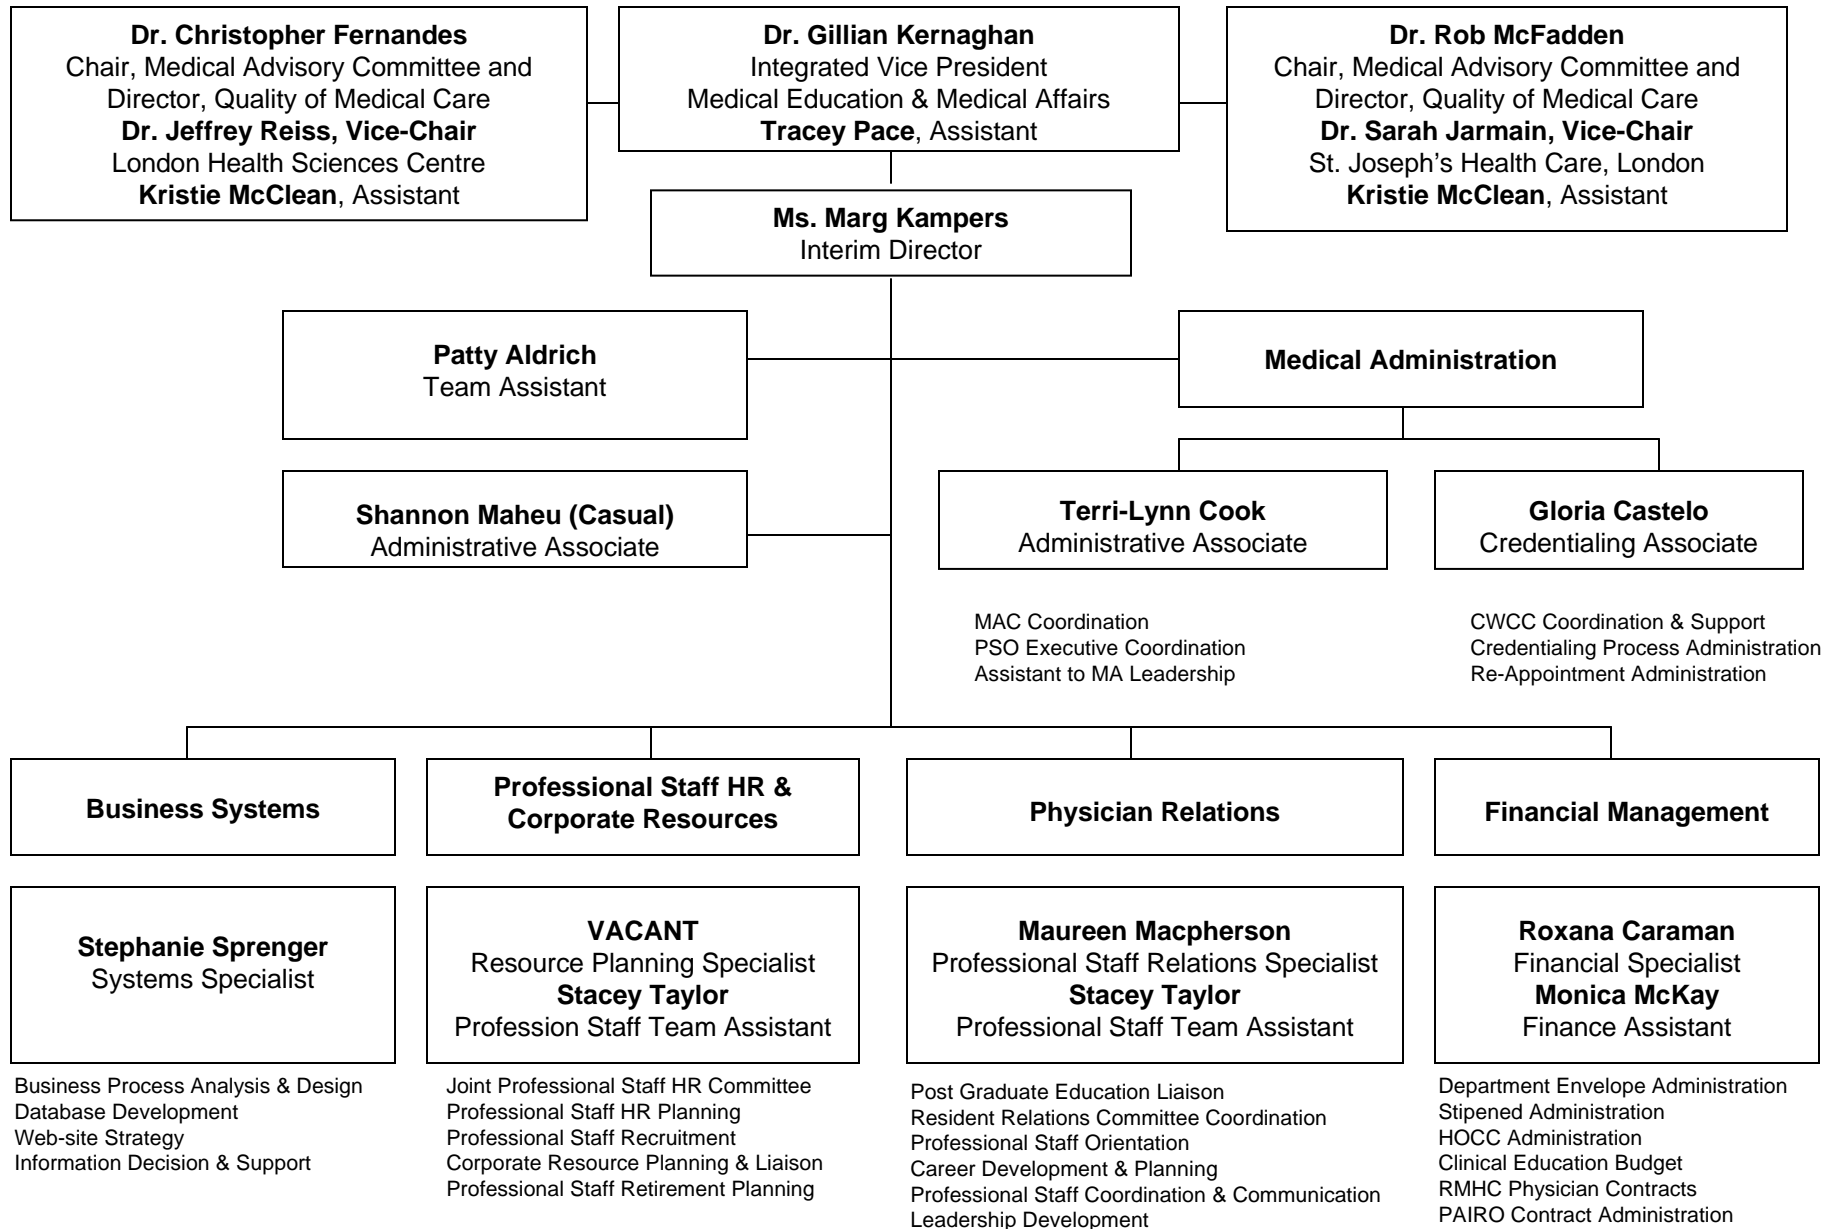 Dr. Christopher Fernandes
Chair, Medical Advisory Committee and
Director, Quality of Medical Care
Dr. Jeffrey Reiss, Vice-Chair
London Health Sciences Centre
Kristie McClean, Assistant
Dr. Gillian Kernaghan
Integrated Vice President
Medical Education & Medical Affairs
Tracey Pace, Assistant
Dr. Rob McFadden
Chair, Medical Advisory Committee and
Director, Quality of Medical Care
Dr. Sarah Jarmain, Vice-Chair
St. Joseph's Health Care, London
Kristie McClean, Assistant
Ms. Marg Kampers
Interim Director
Patty Aldrich
Team Assistant
Medical Administration
Shannon Maheu (Casual)
Administrative Associate
Terri-Lynn Cook
Administrative Associate
Gloria Castelo
Credentialing Associate
MAC Coordination
PSO Executive Coordination
Assistant to MA Leadership
CWCC Coordination & Support
Credentialing Process Administration
Re-Appointment Administration
Business Systems
Professional Staff HR &
Corporate Resources
Physician Relations
Financial Management
Stephanie Sprenger
Systems Specialist
VACANT
Resource Planning Specialist
Stacey Taylor
Profession Staff Team Assistant
Maureen Macpherson
Professional Staff Relations Specialist
Stacey Taylor
Professional Staff Team Assistant
Roxana Caraman
Financial Specialist
Monica McKay
Finance Assistant
Business Process Analysis & Design
Database Development
Web-site Strategy
Information Decision & Support
Joint Professional Staff HR Committee
Professional Staff HR Planning
Professional Staff Recruitment
Corporate Resource Planning & Liaison
Professional Staff Retirement Planning
Post Graduate Education Liaison
Resident Relations Committee Coordination
Professional Staff Orientation
Career Development & Planning
Professional Staff Coordination & Communication
Leadership Development
Department Envelope Administration
Stipened Administration
HOCC Administration
Clinical Education Budget
RMHC Physician Contracts
PAIRO Contract Administration